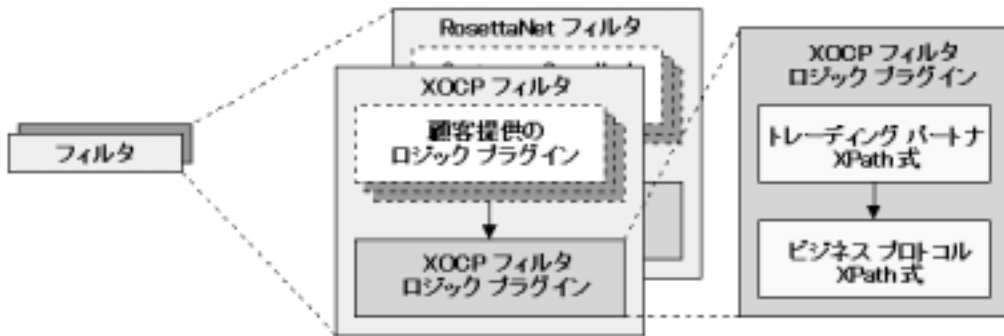 フィルタ
RosettaNet フィルタ
XOCP フィルタ
顧客提供の
ロジック プラグイン
XOCP フィルタ
ロジック プラグイン
XOCP フィルタ
ロジック プラグイン
トレーディング パートナ
XPath 式
ビジネス プロトコル
XPath 式